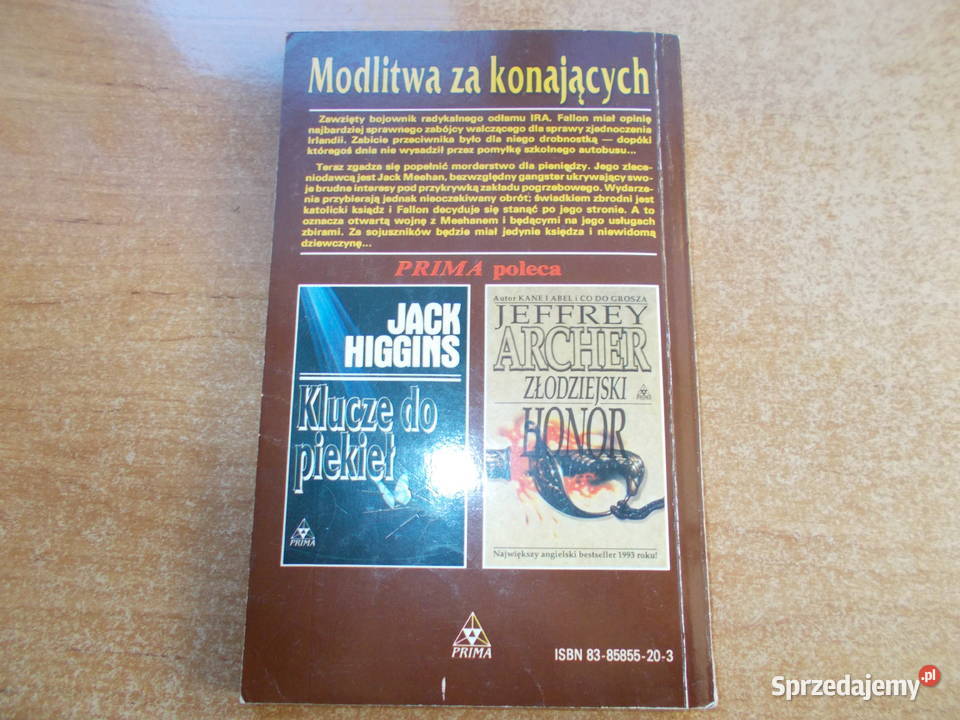 Modlitwa za konających
Zawzięty bojownik radykalnego odłamu IRA, Fallon miał opinię
najbardziej sprawnego zabójcy walczącego dla sprawy zjednoczenia
Irlandii. Zabicie przeciwnika było dla niego drobnostką — dopóki
któregoś dnia nie wysadził przez pomyłkę szkolnego autobusu...
Teraz zgadza się popełnić morderstwo dla pieniędzy. Jego zlece-
niodawcą jest Jack Meehan, bezwzględny gangster ukrywający swo-
je brudne interesy pod przykrywką zakładu pogrzebowego. Wydarze-
nia przybierają jednak nieoczekiwany obrót: świadkiem zbrodni jest
katolicki ksiądz i Fallon decyduje się stanąć po jego stronie. A to
oznacza otwartą wojnę z Meehanem i będącymi na jego usługach
zbirami. Za sojuszników będzie miał jedynie księdza i niewidomą
dziewczynę...
PRIMA poleca
JACK
HIGGINS
Klucze do
piekieł
PRIMA
Autor KANE I ABEL i CO DO GROSZA
JEFFREY
ARCHER
ZŁODZIEJSKI
PRIMA
HONOR
Największy angielski bestseller 1993 roku!
PRIMA
ISBN 83-85855-20-3
Sprzedajemy.pl